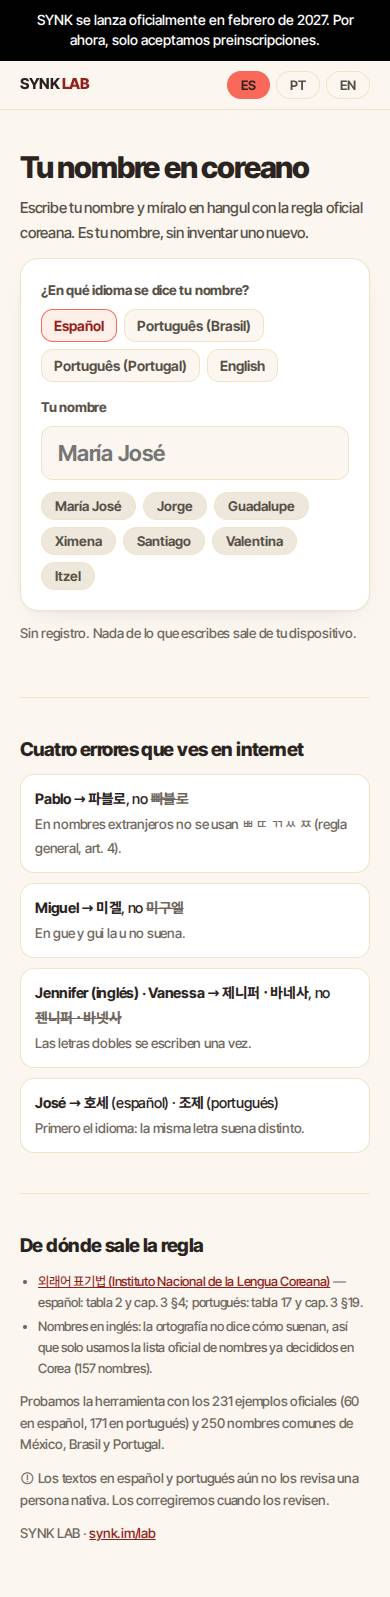 SYNK se lanza oficialmente en febrero de 2027. Por
ahora, solo aceptamos preinscripciones.
SYNK LAB
ES
PT
EN
Tu nombre en coreano
Escribe tu nombre y míralo en hangul con la regla oficial
coreana. Es tu nombre, sin inventar uno nuevo.
¿En qué idioma se dice tu nombre?
Español
Português (Brasil)
Português (Portugal)
English
Tu nombre
María José
María José
Jorge
Guadalupe
Ximena
Santiago
Valentina
Itzel
Sin registro. Nada de lo que escribes sale de tu dispositivo.
Cuatro errores que ves en internet
Pablo → 파블로, no 빠블로
En nombres extranjeros no se usan ㅃ ㄸ ㄲ ㅆ ㅉ (regla
general, art. 4).
Miguel → 미겔, no 미구엘
En gue y gui la u no suena.
Jennifer (inglés) · Vanessa → 제니퍼 · 바네사, no
젠니퍼 · 바넷사
Las letras dobles se escriben una vez.
José → 호세 (español) · 조제 (portugués)
Primero el idioma: la misma letra suena distinto.
De dónde sale la regla
• 외래어 표기법 (Instituto Nacional de la Lengua Coreana) —
español: tabla 2 y cap. 3 §4; portugués: tabla 17 y cap. 3 §19.
• Nombres en inglés: la ortografía no dice cómo suenan, así
que solo usamos la lista oficial de nombres ya decididos en
Corea (157 nombres).
Probamos la herramienta con los 231 ejemplos oficiales (60
en español, 171 en portugués) y 250 nombres comunes de
México, Brasil y Portugal.
Los textos en español y portugués aún no los revisa una
persona nativa. Los corregiremos cuando los revisen.
SYNK LAB · synk.im/lab